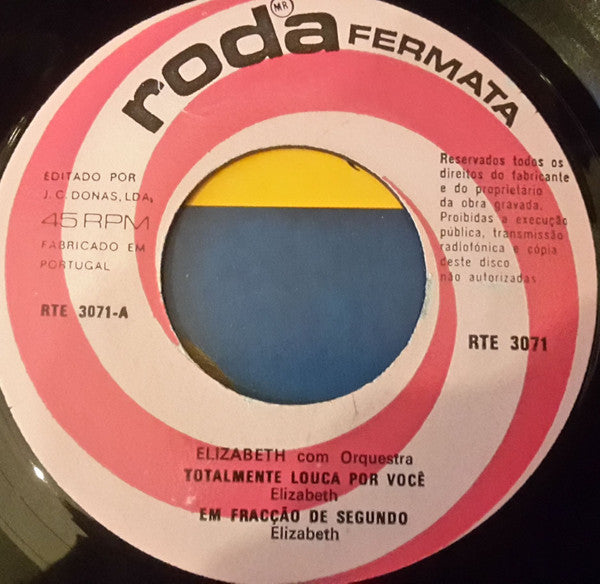 MR
roda FERMATA
EDITADO POR
J. C. DONAS, LDA,
45 RPM
FABRICADO EM
PORTUGAL
RTE 3071-A
Reservados todos os
direitos do fabricante
e do proprietário
da obra gravada.
Proibidas a execução
pública, transmissão
radiofónica e cópia
deste disco
não autorizadas
RTE 3071
ELIZABETH com Orquestra
TOTALMENTE LOUCA POR VOCÊ
Elizabeth
EM FRACÇÃO DE SEGUNDO
Elizabeth